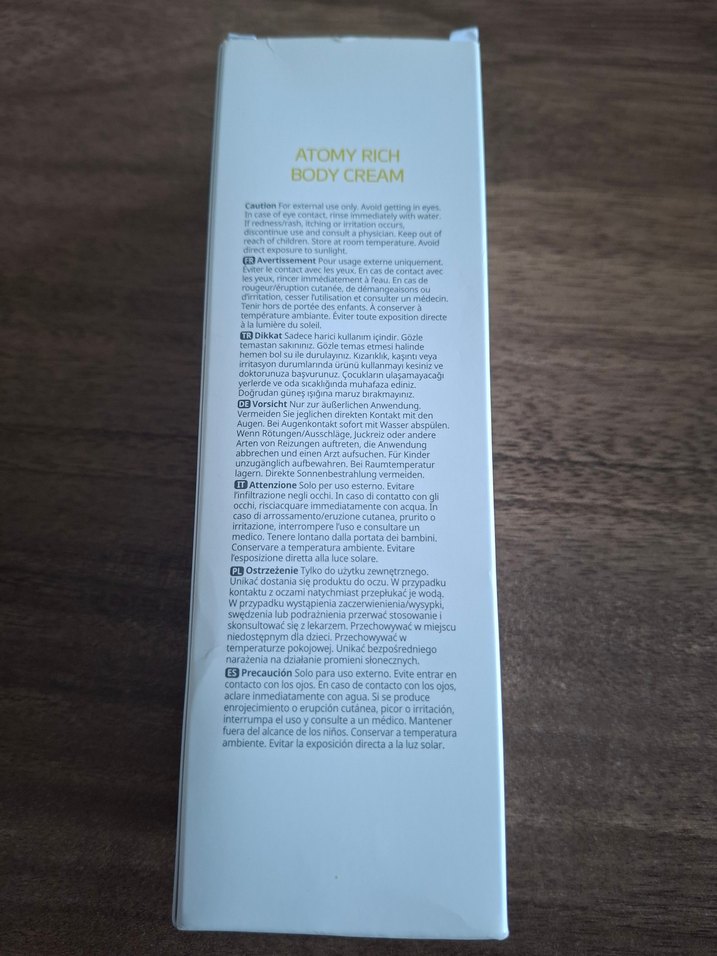 ATOMY RICH
BODY CREAM
Caution For external use only. Avoid getting in eyes.
In case of eye contact, rinse immediately with water.
If redness/rash, itching or irritation occurs,
discontinue use and consult a physician. Keep out of
reach of children. Store at room temperature. Avoid
direct exposure to sunlight.
FR Avertissement Pour usage externe uniquement.
Éviter le contact avec les yeux. En cas de contact avec
les yeux, rincer immédiatement à l'eau. En cas de
rougeur/éruption cutanée, de démangeaisons ou
d'irritation, cesser l'utilisation et consulter un médecin.
Tenir hors de portée des enfants. À conserver à
température ambiante. Éviter toute exposition directe
à la lumière du soleil.
TR Dikkat Sadece harici kullanım içindir. Gözle
temastan sakınınız. Gözle temas etmesi halinde
hemen bol su ile durulayınız. Kızarıklık, kaşıntı veya
irritasyon durumlarında ürünü kullanmayı kesiniz ve
doktorunuza başvurunuz. Çocukların ulaşamayacağı
yerlerde ve oda sıcaklığında muhafaza ediniz.
Doğrudan güneş ışığına maruz bırakmayınız.
DE Vorsicht Nur zur äußerlichen Anwendung.
Vermeiden Sie jeglichen direkten Kontakt mit den
Augen. Bei Augenkontakt sofort mit Wasser abspülen.
Wenn Rötungen/Ausschläge, Juckreiz oder andere
Arten von Reizungen auftreten, die Anwendung
abbrechen und einen Arzt aufsuchen. Für Kinder
unzugänglich aufbewahren. Bei Raumtemperatur
lagern. Direkte Sonnenbestrahlung vermeiden.
IT Attenzione Solo per uso esterno. Evitare
l'infiltrazione negli occhi. In caso di contatto con gli
occhi, risciacquare immediatamente con acqua. In
caso di arrossamento/eruzione cutanea, prurito o
irritazione, interrompere l'uso e consultare un
medico. Tenere lontano dalla portata dei bambini.
Conservare a temperatura ambiente. Evitare
l'esposizione diretta alla luce solare.
PL Ostrzeżenie Tylko do użytku zewnętrznego.
Unikać dostania się produktu do oczu. W przypadku
kontaktu z oczami natychmiast przepłukać je wodą.
W przypadku wystąpienia zaczerwienienia/wysypki,
swędzenia lub podrażnienia przerwać stosowanie i
skonsultować się z lekarzem. Przechowywać w miejscu
niedostępnym dla dzieci. Przechowywać w
temperaturze pokojowej. Unikać bezpośredniego
narażenia na działanie promieni słonecznych.
ES Precaución Solo para uso externo. Evite entrar en
contacto con los ojos. En caso de contacto con los ojos,
aclare inmediatamente con agua. Si se produce
enrojecimiento o erupción cutánea, picor o irritación,
interrumpa el uso y consulte a un médico. Mantener
fuera del alcance de los niños. Conservar a temperatura
ambiente. Evitar la exposición directa a la luz solar.